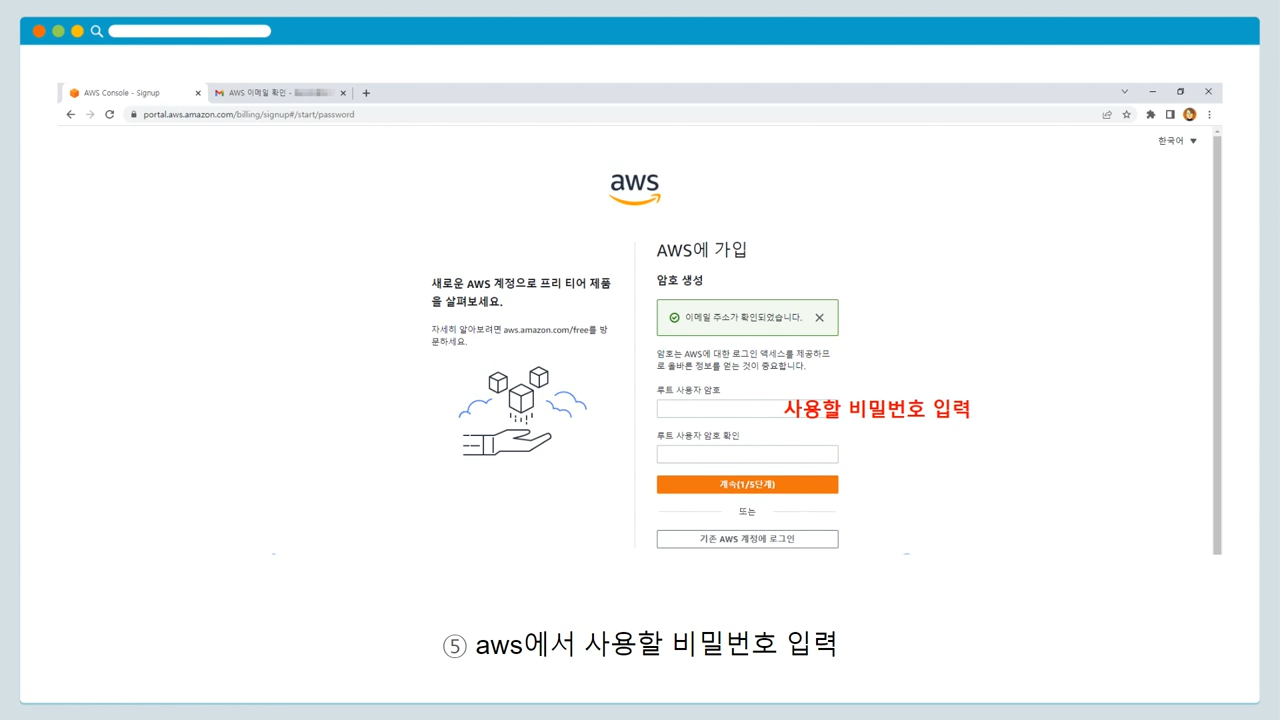 AWS Console - Signup
AWS 이메일 확인 -
portal.aws.amazon.com/billing/signup#/start/password
한국어
aws
새로운 AWS 계정으로 프리 티어 제품
을 살펴보세요.
자세히 알아보려면 aws.amazon.com/free를 방
문하세요.
AWS에 가입
암호 생성
이메일 주소가 확인되었습니다.
암호는 AWS에 대한 로그인 액세스를 제공하므
로 올바른 정보를 얻는 것이 중요합니다.
루트 사용자 암호
사용할 비밀번호 입력
루트 사용자 암호 확인
계속(1/5단계)
또는
기존 AWS 계정에 로그인
⑤ aws에서 사용할 비밀번호 입력